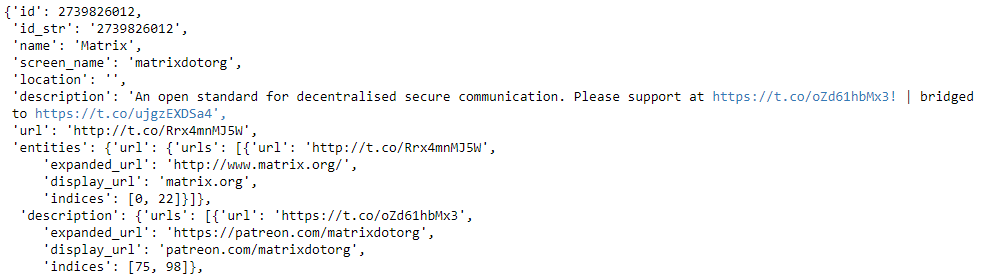 {'id': 2739826012,
 'id_str': '2739826012',
 'name': 'Matrix',
 'screen_name': 'matrixdotorg',
 'location': '',
 'description': 'An open standard for decentralised secure communication. Please support at https://t.co/oZd61hbMx3! | bridged
to https://t.co/ujgzEXDSa4',
 'url': 'http://t.co/Rrx4mnMJ5W',
 'entities': {'url': {'urls': [{'url': 'http://t.co/Rrx4mnMJ5W',
     'expanded_url': 'http://www.matrix.org/',
     'display_url': 'matrix.org',
     'indices': [0, 22]}]},
  'description': {'urls': [{'url': 'https://t.co/oZd61hbMx3',
     'expanded_url': 'https://patreon.com/matrixdotorg',
     'display_url': 'patreon.com/matrixdotorg',
     'indices': [75, 98]},